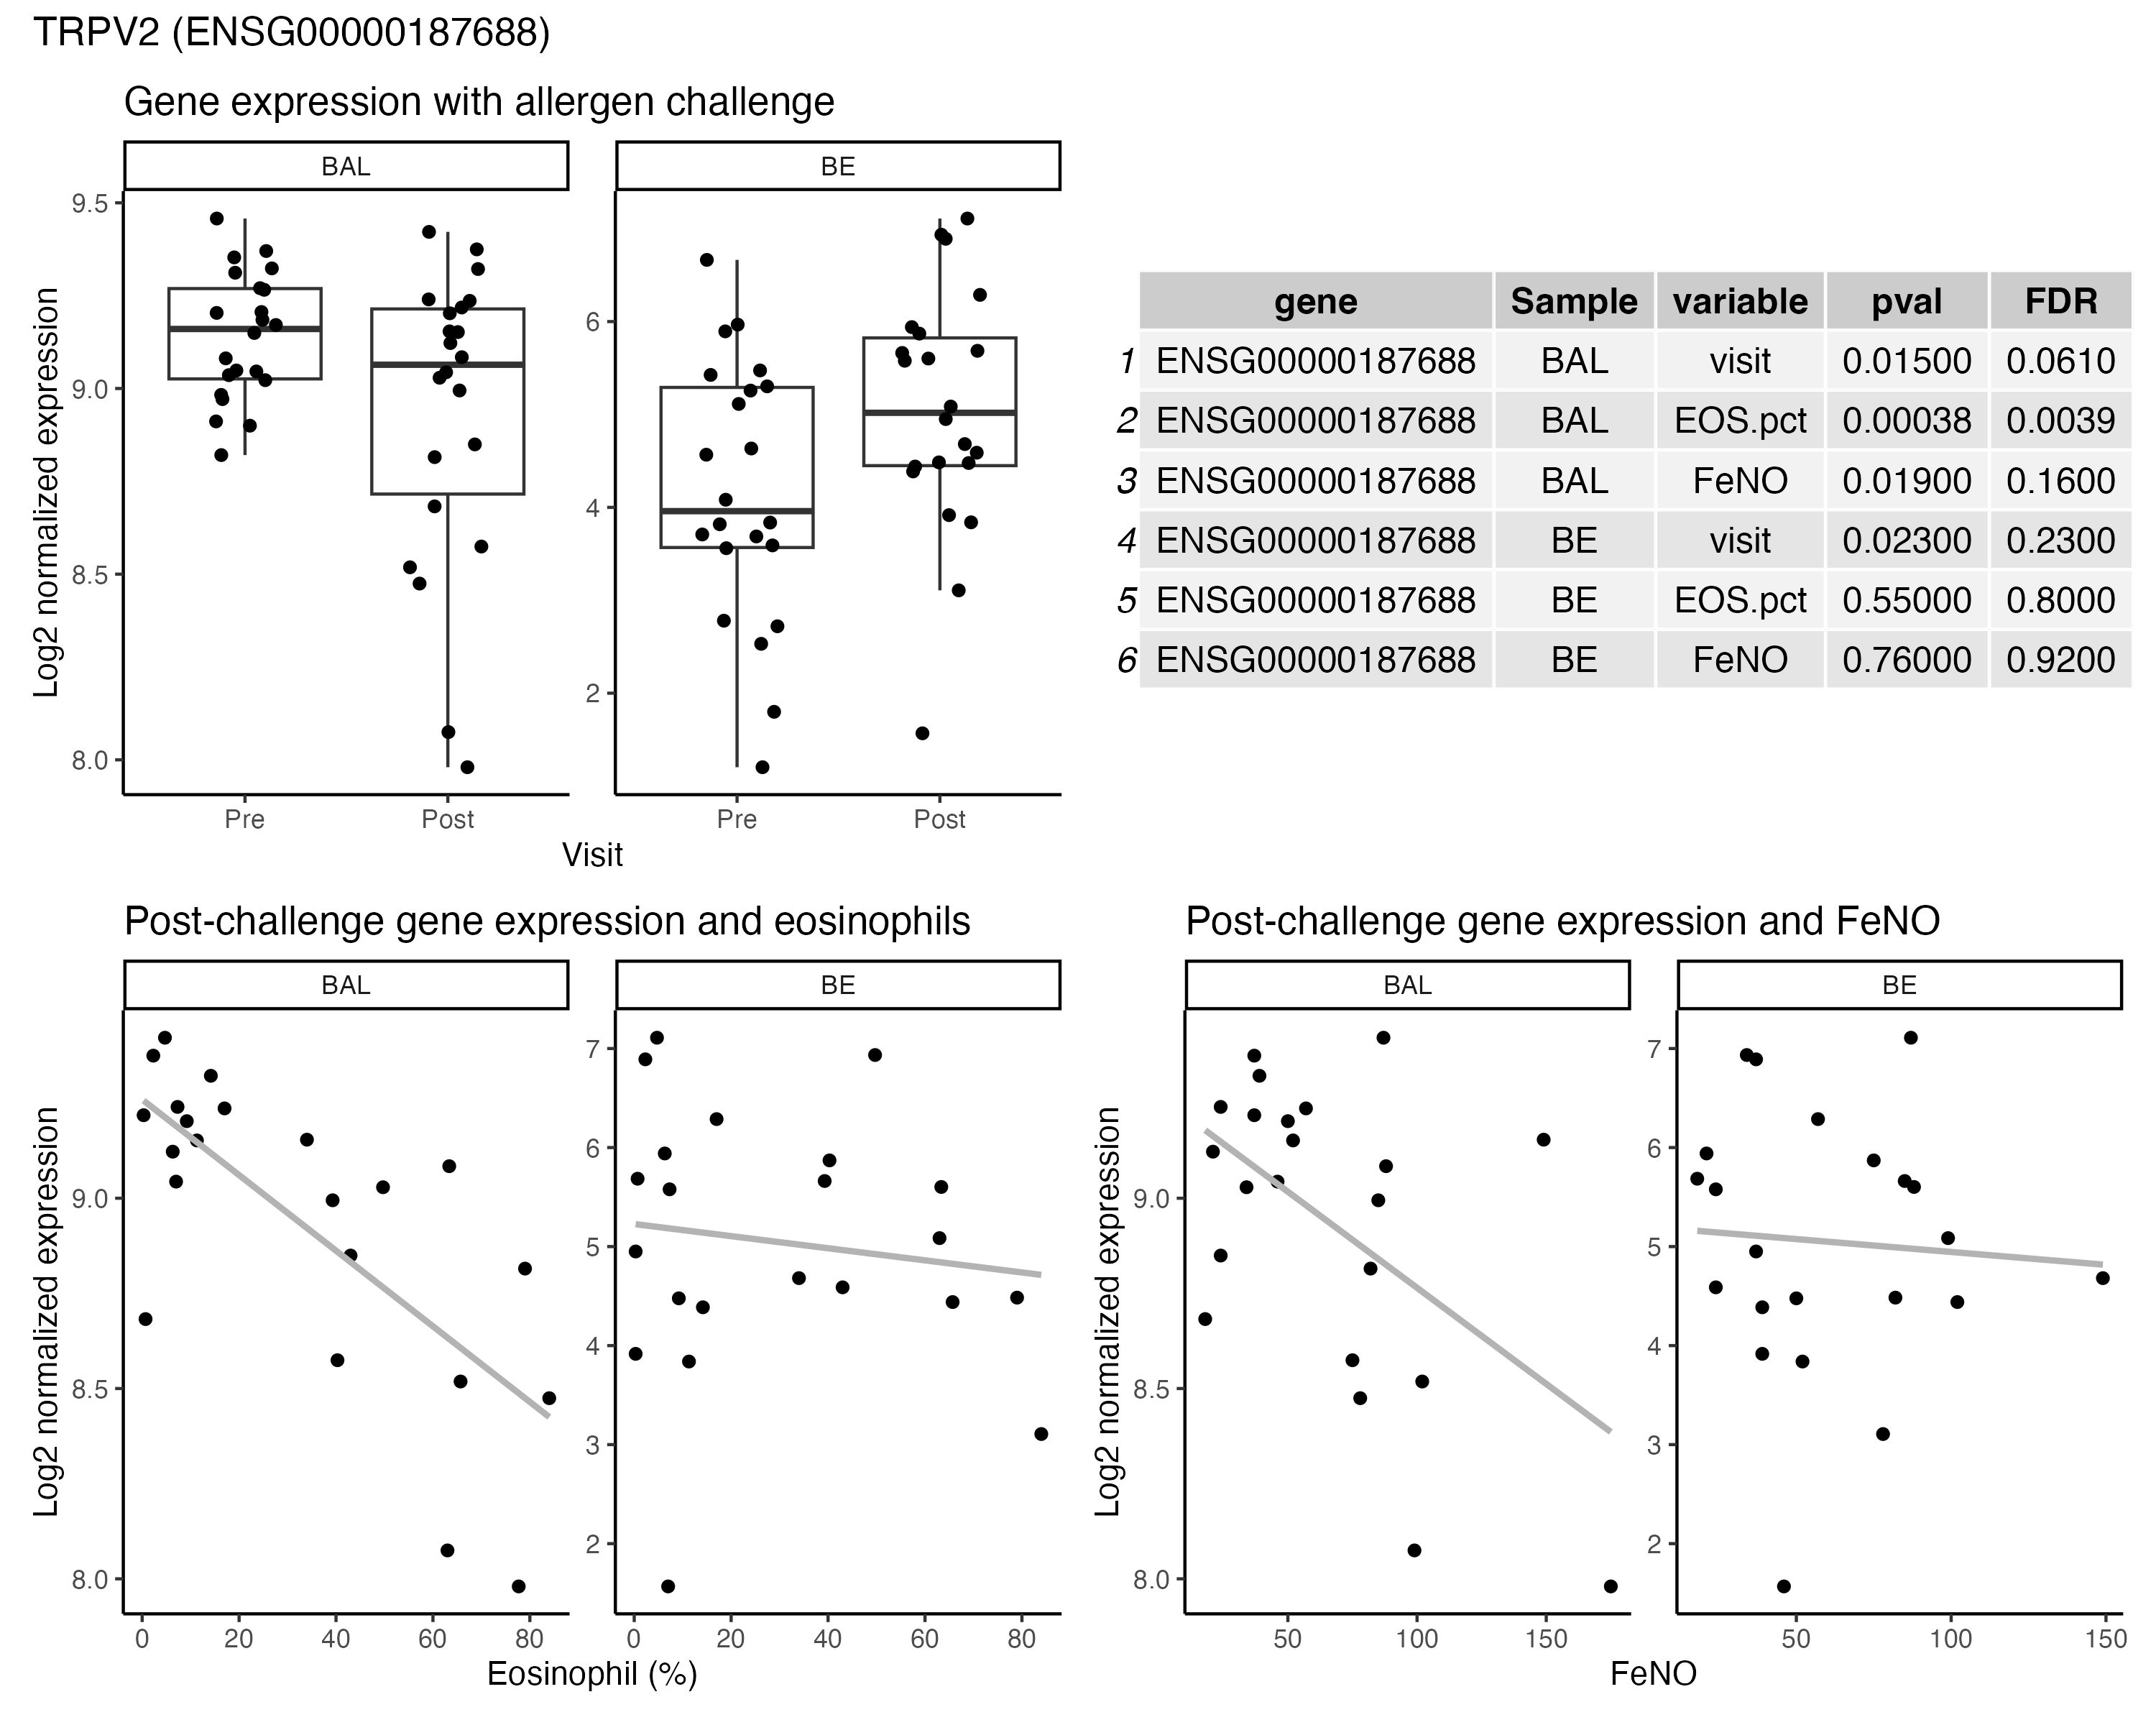 TRPV2 (ENSG00000187688)
Gene expression with allergen challenge
BAL BE
Log2 normalized expression
9.5
9.0
8.5
8.0
6
4
2
Pre Post Pre Post
Visit
gene Sample variable pval FDR
1 ENSG00000187688 BAL visit 0.01500 0.0610
2 ENSG00000187688 BAL EOS.pct 0.00038 0.0039
3 ENSG00000187688 BAL FeNO 0.01900 0.1600
4 ENSG00000187688 BE visit 0.02300 0.2300
5 ENSG00000187688 BE EOS.pct 0.55000 0.8000
6 ENSG00000187688 BE FeNO 0.76000 0.9200
Post-challenge gene expression and eosinophils
BAL BE
Log2 normalized expression
9.0
8.5
8.0
7
6
5
4
3
2
0 20 40 60 80 0 20 40 60 80
Eosinophil (%)
Post-challenge gene expression and FeNO
BAL BE
Log2 normalized expression
9.0
8.5
8.0
7
6
5
4
3
2
50 100 150 50 100 150
FeNO